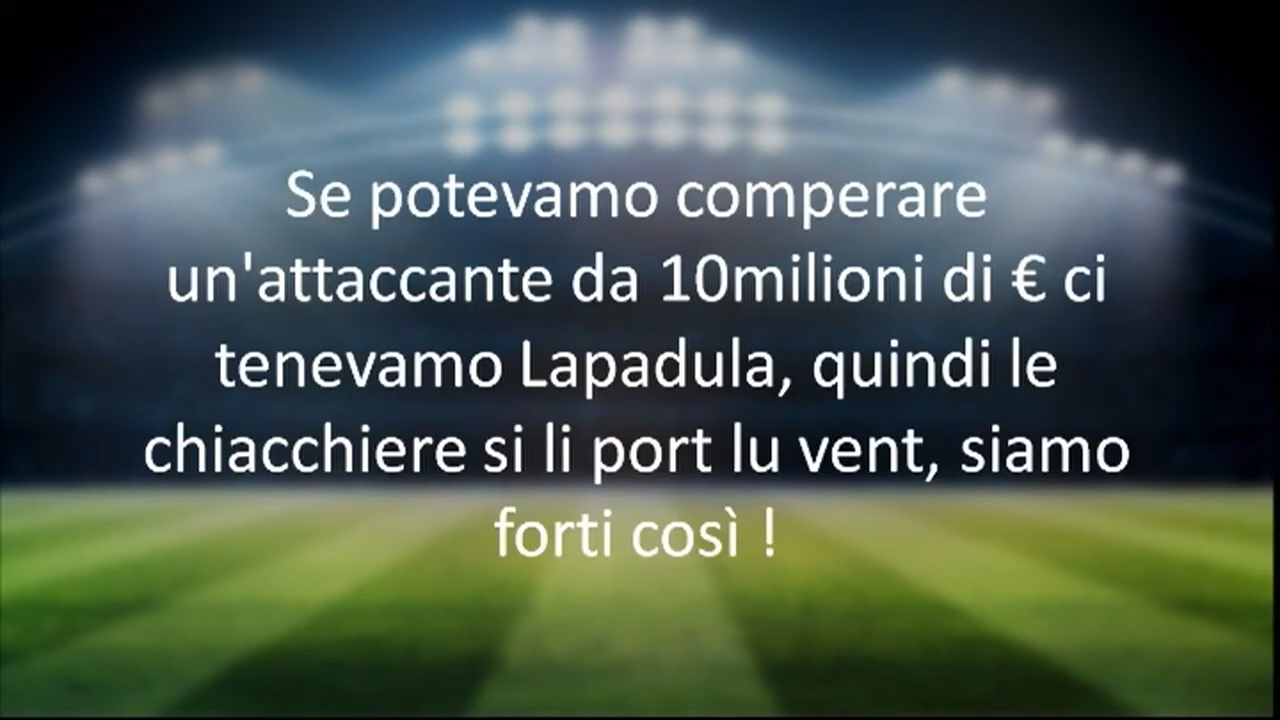 Se potevamo comperare
un'attaccante da 10milioni di € ci
tenevamo Lapadula, quindi le
chiacchiere si li port lu vent, siamo
forti così !